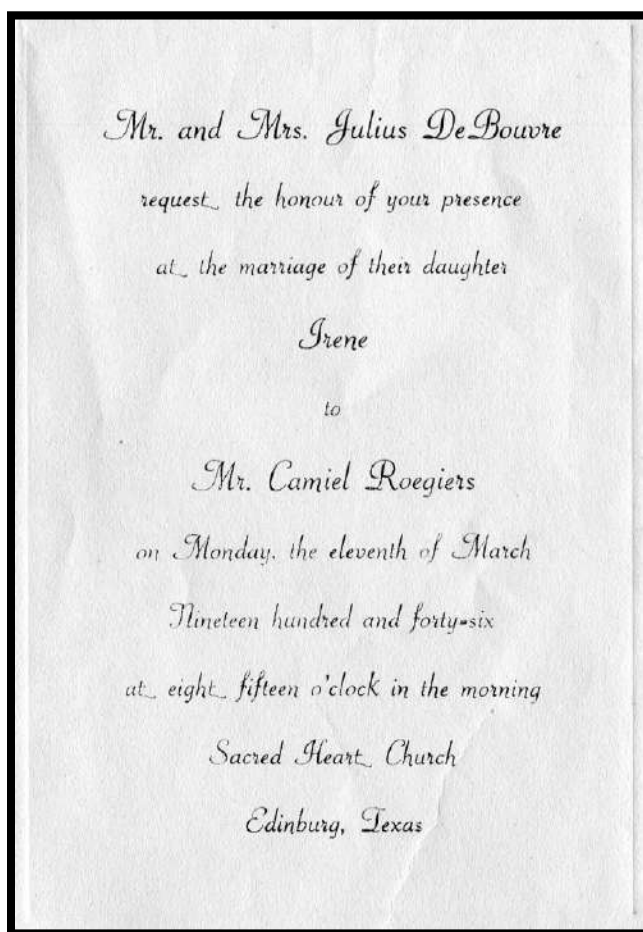 Mr. and Mrs. Julius DeBouvre
request the honour of your presence
at the marriage of their daughter
Irene
to
Mr. Camiel Roegiers
on Monday, the eleventh of March
Nineteen hundred and forty-six
at eight fifteen o'clock in the morning
Sacred Heart Church
Edinburg, Texas